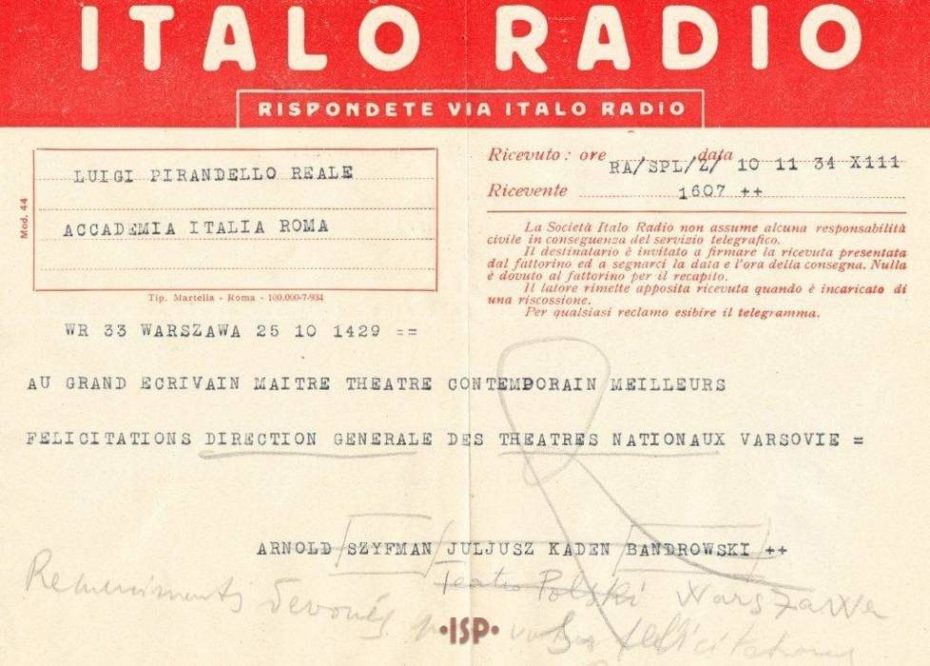 ITALO RADIO
RISPONDETE VIA ITALO RADIO
Mod. 44
LUIGI PIRANDELLO REALE
ACCADEMIA ITALIA ROMA
Tip. Martella - Roma - 100.000-7-934
Ricevuto: ore data RA/SPL/Z/ 10 11 34 X111
Ricevente 1607 ++
La Società Italo Radio non assume alcuna responsabilità
civile in conseguenza del servizio telegrafico.
Il destinatario è invitato a firmare la ricevuta presentata
dal fattorino ed a segnarci la data e l'ora della consegna. Nulla
è dovuto al fattorino per il recapito.
Il latore rimette apposita ricevuta quando è incaricato di
una riscossione.
Per qualsiasi reclamo esibire il telegramma.
WR 33 WARSZAWA 25 10 1429 ==
AU GRAND ECRIVAIN MAITRE THEATRE CONTEMPORAIN MEILLEURS
FELICITATIONS DIRECTION GENERALE DES THEATRES NATIONAUX VARSOVIE =
ARNOLD SZYFMAN JULJUSZ KADEN BANDROWSKI ++
Teatr Polski Warszawa
devoués felicitations
•ISP•